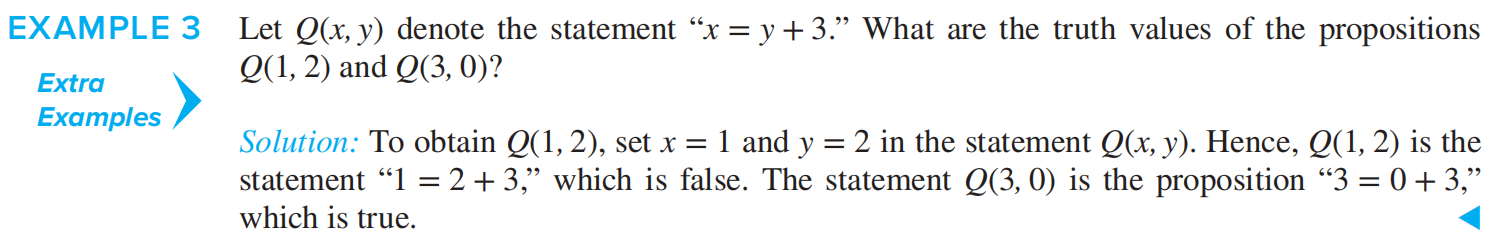 EXAMPLE 3 Let Q(x, y) denote the statement “x = y + 3.” What are the truth values of the propositions
Q(1, 2) and Q(3, 0)?
Extra
Examples
Solution: To obtain Q(1, 2), set x = 1 and y = 2 in the statement Q(x, y). Hence, Q(1, 2) is the
statement “1 = 2 + 3,” which is false. The statement Q(3, 0) is the proposition “3 = 0 + 3,”
which is true.